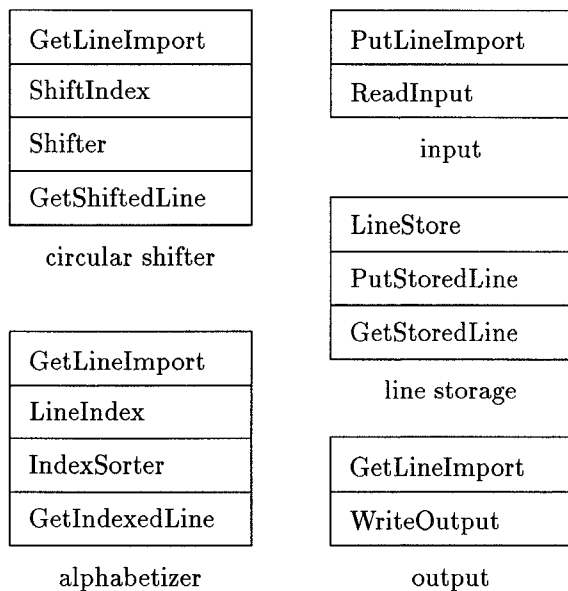 GetLineImport
ShiftIndex
Shifter
GetShiftedLine
circular shifter
GetLineImport
LineIndex
IndexSorter
GetIndexedLine
alphabetizer
PutLineImport
ReadInput
input
LineStore
PutStoredLine
GetStoredLine
line storage
GetLineImport
WriteOutput
output